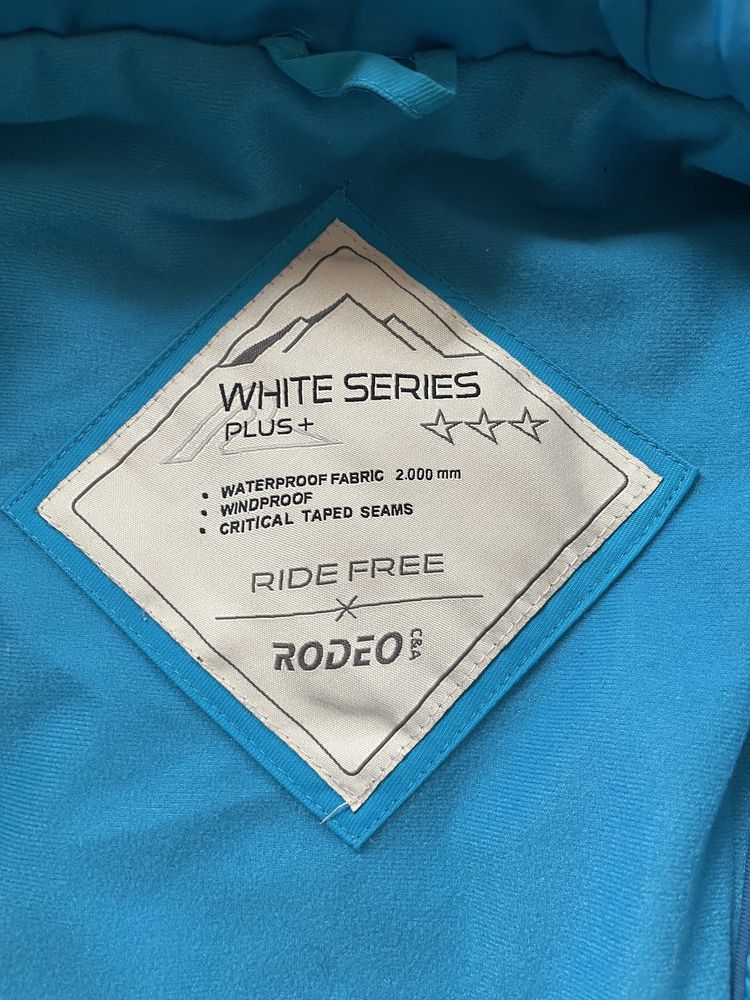 WHITE SERIES
PLUS+
• WATERPROOF FABRIC 2.000 mm
• WINDPROOF
• CRITICAL TAPED SEAMS
RIDE FREE
RODEO C&A